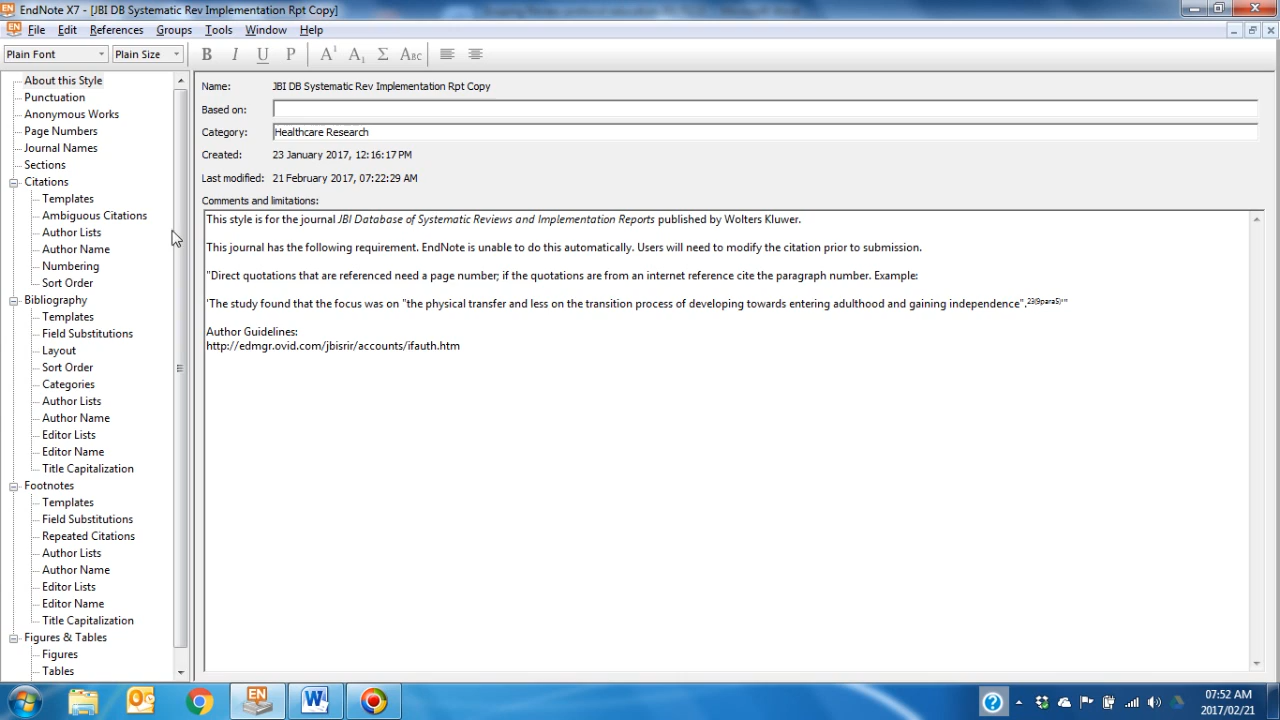 EndNote X7 - [JBI DB Systematic Rev Implementation Rpt Copy]
File Edit References Groups Tools Window Help
Plain Font Plain Size B I U P A¹ A₁ Σ Abc
About this Style
Punctuation
Anonymous Works
Page Numbers
Journal Names
Sections
Citations
Templates
Ambiguous Citations
Author Lists
Author Name
Numbering
Sort Order
Bibliography
Templates
Field Substitutions
Layout
Sort Order
Categories
Author Lists
Author Name
Editor Lists
Editor Name
Title Capitalization
Footnotes
Templates
Field Substitutions
Repeated Citations
Author Lists
Author Name
Editor Lists
Editor Name
Title Capitalization
Figures & Tables
Figures
Tables
Name: JBI DB Systematic Rev Implementation Rpt Copy
Based on:
Category: Healthcare Research
Created: 23 January 2017, 12:16:17 PM
Last modified: 21 February 2017, 07:22:29 AM
Comments and limitations:
This style is for the journal JBI Database of Systematic Reviews and Implementation Reports published by Wolters Kluwer.
This journal has the following requirement. EndNote is unable to do this automatically. Users will need to modify the citation prior to submission.
"Direct quotations that are referenced need a page number; if the quotations are from an internet reference cite the paragraph number. Example:
'The study found that the focus was on "the physical transfer and less on the transition process of developing towards entering adulthood and gaining independence".23(9para5)'"
Author Guidelines:
http://edmgr.ovid.com/jbisrir/accounts/ifauth.htm
EN
W
07:52 AM
2017/02/21